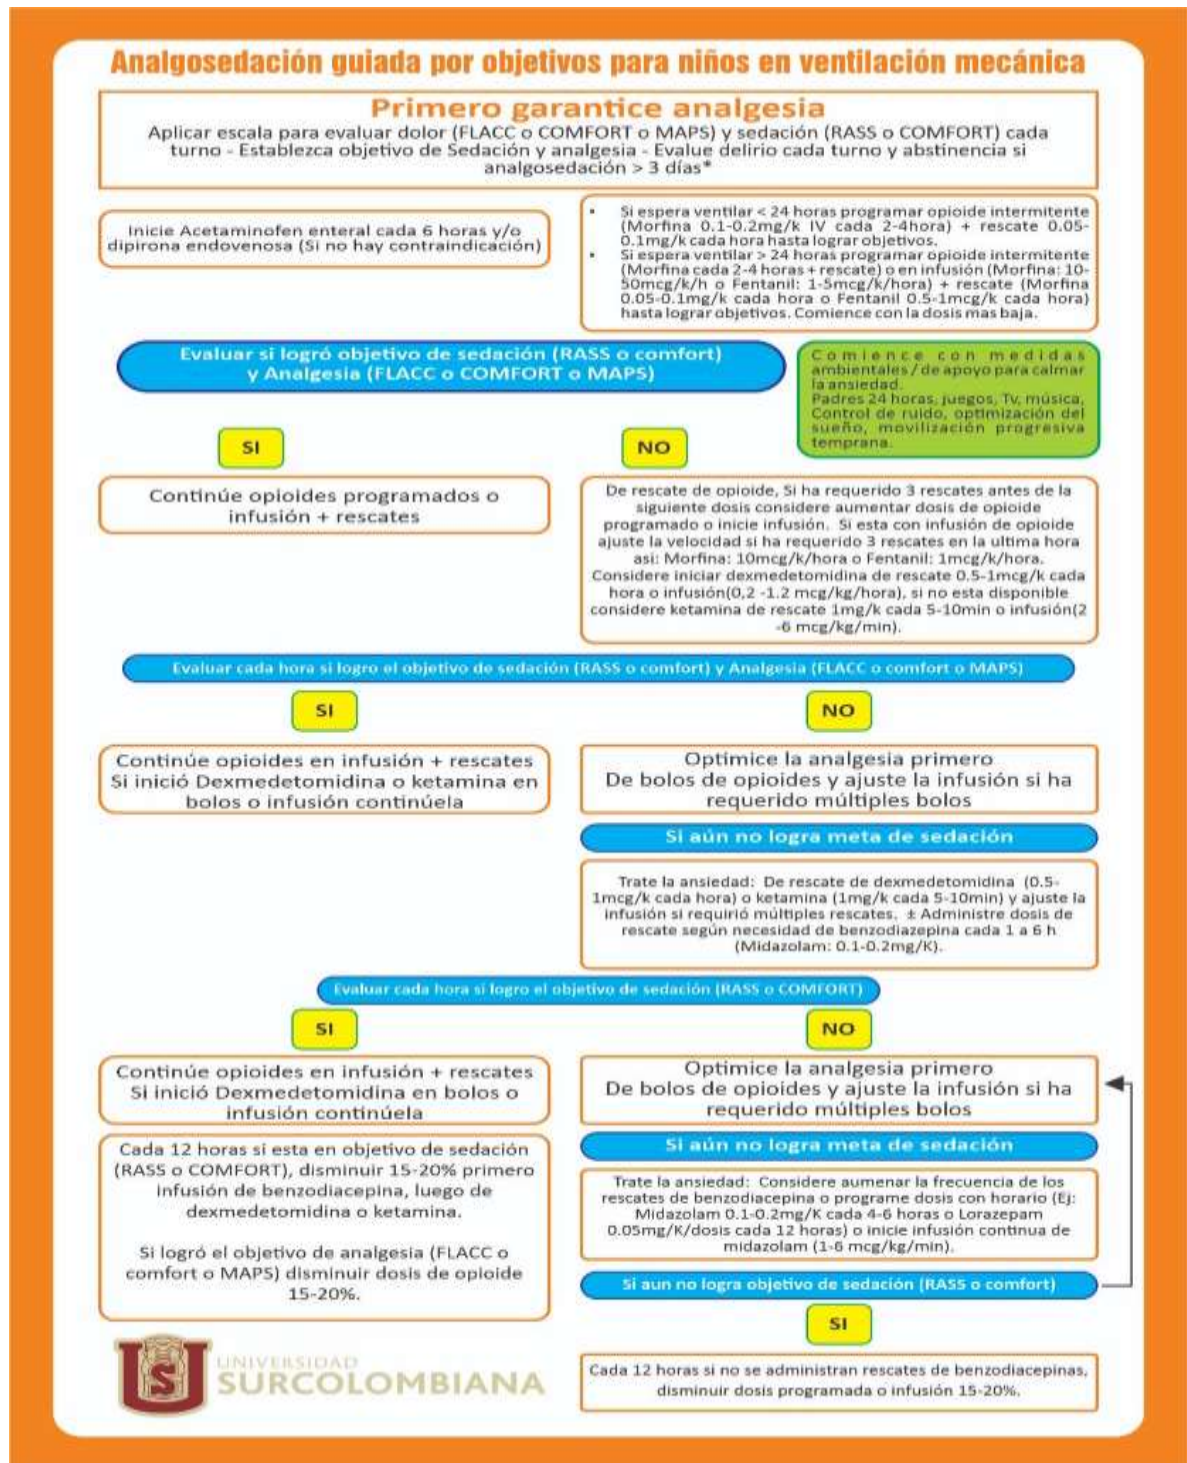 Analgosedación guiada por objetivos para niños en ventilación mecánica
Primero garantice analgesia
Aplicar escala para evaluar dolor (FLACC o COMFORT o MAPS) y sedación (RASS o COMFORT) cada
turno - Establezca objetivo de Sedación y analgesia - Evalue delirio cada turno y abstinencia si
analgosedación > 3 días*
Inicie Acetaminofen enteral cada 6 horas y/o
dipirona endovenosa (Si no hay contraindicación)
▪ Si espera ventilar < 24 horas programar opioide intermitente
(Morfina 0.1-0.2mg/k IV cada 2-4hora) + rescate 0.05-
0.1mg/k cada hora hasta lograr objetivos.
▪ Si espera ventilar > 24 horas programar opioide intermitente
(Morfina cada 2-4 horas + rescate) o en infusión (Morfina: 10-
50mcg/k/h o Fentanil: 1-5mcg/k/hora) + rescate (Morfina
0.05-0.1mg/k cada hora o Fentanil 0.5-1mcg/k cada hora)
hasta lograr objetivos. Comience con la dosis mas baja.
Evaluar si logró objetivo de sedación (RASS o comfort)
y Analgesia (FLACC o COMFORT o MAPS)
Comience con medidas
ambientales / de apoyo para calmar
la ansiedad.
Padres 24 horas, juegos, Tv, música,
Control de ruido, optimización del
sueño, movilización progresiva
temprana.
SI
NO
Continúe opioides programados o
infusión + rescates
De rescate de opioide, Si ha requerido 3 rescates antes de la
siguiente dosis considere aumentar dosis de opioide
programado o inicie infusión. Si esta con infusión de opioide
ajuste la velocidad si ha requerido 3 rescates en la ultima hora
asi: Morfina: 10mcg/k/hora o Fentanil: 1mcg/k/hora.
Considere iniciar dexmedetomidina de rescate 0.5-1mcg/k cada
hora o infusión(0,2 -1.2 mcg/kg/hora), si no esta disponible
considere ketamina de rescate 1mg/k cada 5-10min o infusión(2
-6 mcg/kg/min).
Evaluar cada hora si logro el objetivo de sedación (RASS o comfort) y Analgesia (FLACC o comfort o MAPS)
SI
NO
Continúe opioides en infusión + rescates
Si inició Dexmedetomidina o ketamina en
bolos o infusión continúela
Optimice la analgesia primero
De bolos de opioides y ajuste la infusión si ha
requerido múltiples bolos
Si aún no logra meta de sedación
Trate la ansiedad: De rescate de dexmedetomidina (0.5-
1mcg/k cada hora) o ketamina (1mg/k cada 5-10min) y ajuste la
infusión si requirió múltiples rescates. ± Administre dosis de
rescate según necesidad de benzodiazepina cada 1 a 6 h
(Midazolam: 0.1-0.2mg/K).
Evaluar cada hora si logro el objetivo de sedación (RASS o COMFORT)
SI
NO
Continúe opioides en infusión + rescates
Si inició Dexmedetomidina en bolos o
infusión continúela
Optimice la analgesia primero
De bolos de opioides y ajuste la infusión si ha
requerido múltiples bolos
Cada 12 horas si esta en objetivo de sedación
(RASS o COMFORT), disminuir 15-20% primero
infusión de benzodiacepina, luego de
dexmedetomidina o ketamina.
Si logró el objetivo de analgesia (FLACC o
comfort o MAPS) disminuir dosis de opioide
15-20%.
Si aún no logra meta de sedación
Trate la ansiedad: Considere aumenar la frecuencia de los
rescates de benzodiacepina o programe dosis con horario (Ej:
Midazolam 0.1-0.2mg/K cada 4-6 horas o Lorazepam
0.05mg/K/dosis cada 12 horas) o inicie infusión continua de
midazolam (1-6 mcg/kg/min).
Si aun no logra objetivo de sedación (RASS o comfort)
SI
Cada 12 horas si no se administran rescates de benzodiacepinas,
disminuir dosis programada o infusión 15-20%.
UNIVERSIDAD
SURCOLOMBIANA